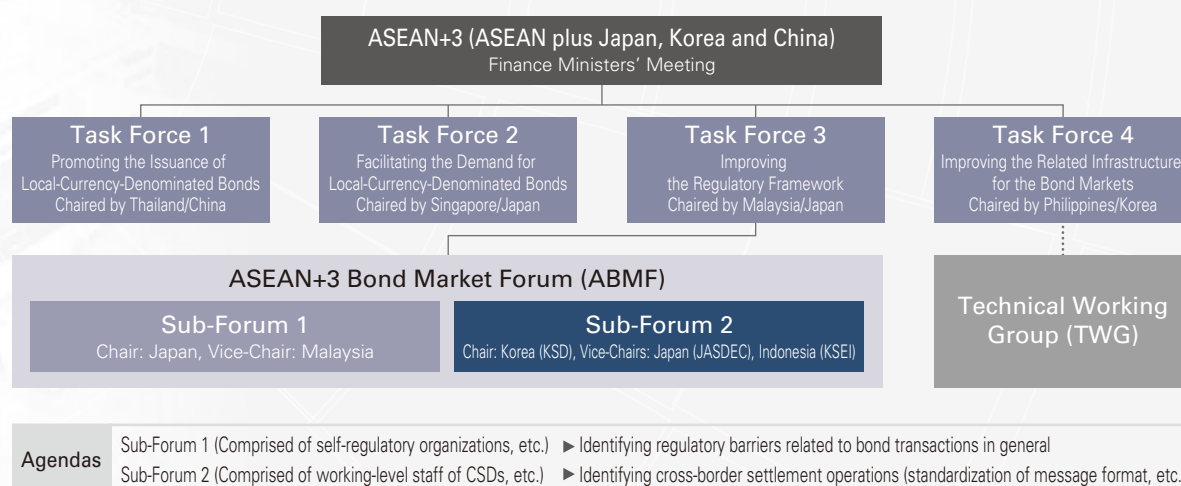 ASEAN+3 (ASEAN plus Japan, Korea and China)
Finance Ministers' Meeting
Task Force 1
Promoting the Issuance of
Local-Currency-Denominated Bonds
Chaired by Thailand/China
Task Force 2
Facilitating the Demand for
Local-Currency-Denominated Bonds
Chaired by Singapore/Japan
Task Force 3
Improving
the Regulatory Framework
Chaired by Malaysia/Japan
Task Force 4
Improving the Related Infrastructure
for the Bond Markets
Chaired by Philippines/Korea
ASEAN+3 Bond Market Forum (ABMF)
Sub-Forum 1
Chair: Japan, Vice-Chair: Malaysia
Sub-Forum 2
Chair: Korea (KSD), Vice-Chairs: Japan (JASDEC), Indonesia (KSEI)
Technical Working
Group (TWG)
Agendas
Sub-Forum 1 (Comprised of self-regulatory organizations, etc.) ► Identifying regulatory barriers related to bond transactions in general
Sub-Forum 2 (Comprised of working-level staff of CSDs, etc.) ► Identifying cross-border settlement operations (standardization of message format, etc.